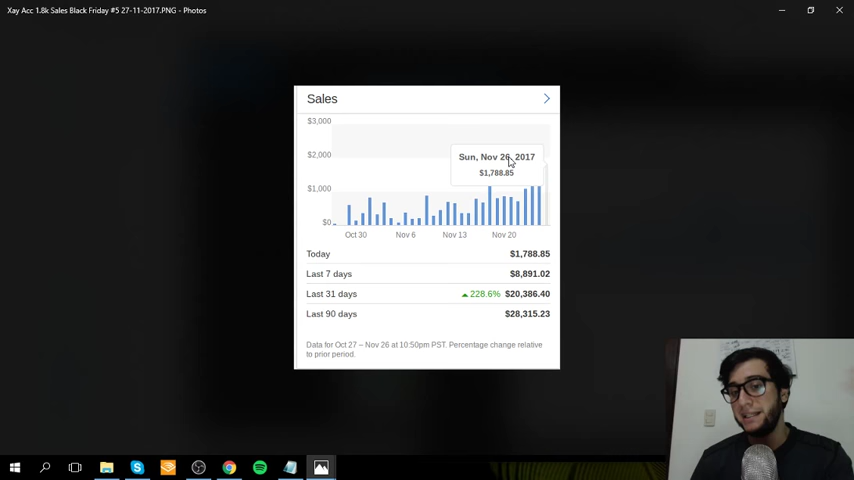 Xay Acc 1.8k Sales Black Friday #5 27-11-2017.PNG - Photos
Sales
$3,000
$2,000
$1,000
$0
Sun, Nov 26, 2017
$1,788.85
Oct 30 Nov 6 Nov 13 Nov 20
Today $1,788.85
Last 7 days $8,891.02
Last 31 days 228.6% $20,386.40
Last 90 days $28,315.23
Data for Oct 27 – Nov 26 at 10:50pm PST. Percentage change relative
to prior period.